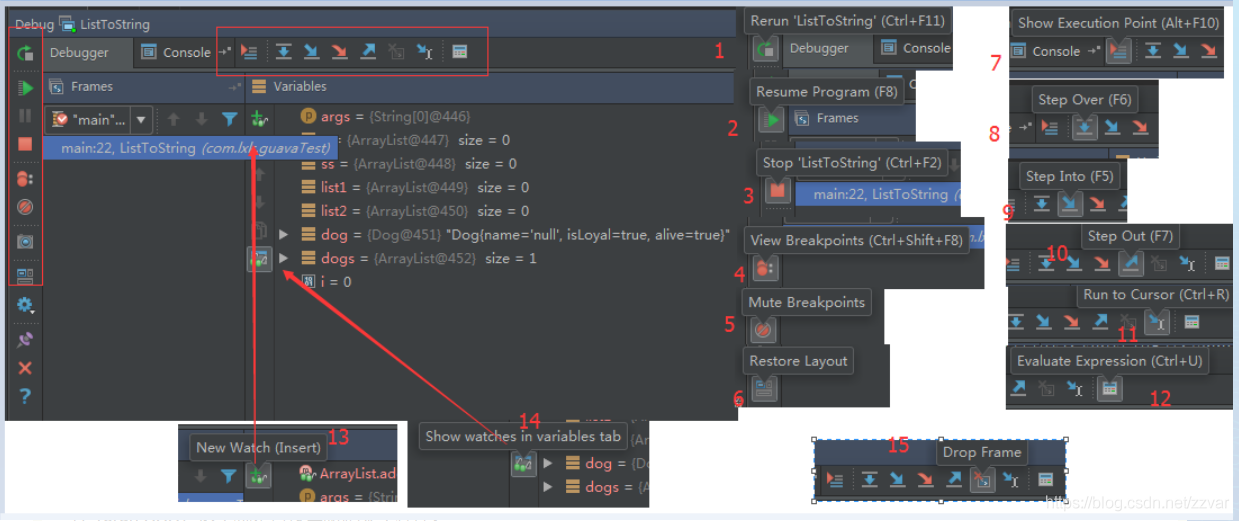 Debug ListToString
Debugger Console
Frames
Variables
"main"...
main:22, ListToString (com.lxk.guavaTest)
args = {String[0]@446}
{ArrayList@447} size = 0
ss = {ArrayList@448} size = 0
list1 = {ArrayList@449} size = 0
list2 = {ArrayList@450} size = 0
dog = {Dog@451} "Dog{name='null', isLoyal=true, alive=true}"
dogs = {ArrayList@452} size = 1
i = 0
1
Rerun 'ListToString' (Ctrl+F11)
Debugger Console
2
Resume Program (F8)
Frames
3
Stop 'ListToString' (Ctrl+F2)
main:22, ListToString
4
View Breakpoints (Ctrl+Shift+F8)
5
Mute Breakpoints
6
Restore Layout
7
Show Execution Point (Alt+F10)
Console
8
Step Over (F6)
9
Step Into (F5)
10
Step Out (F7)
11
Run to Cursor (Ctrl+R)
12
Evaluate Expression (Ctrl+U)
13
New Watch (Insert)
ArrayList.ad
args = {Strin
14
Show watches in variables tab
dog = {Do
dogs = {A
15
Drop Frame
https://blog.csdn.net/zzvar